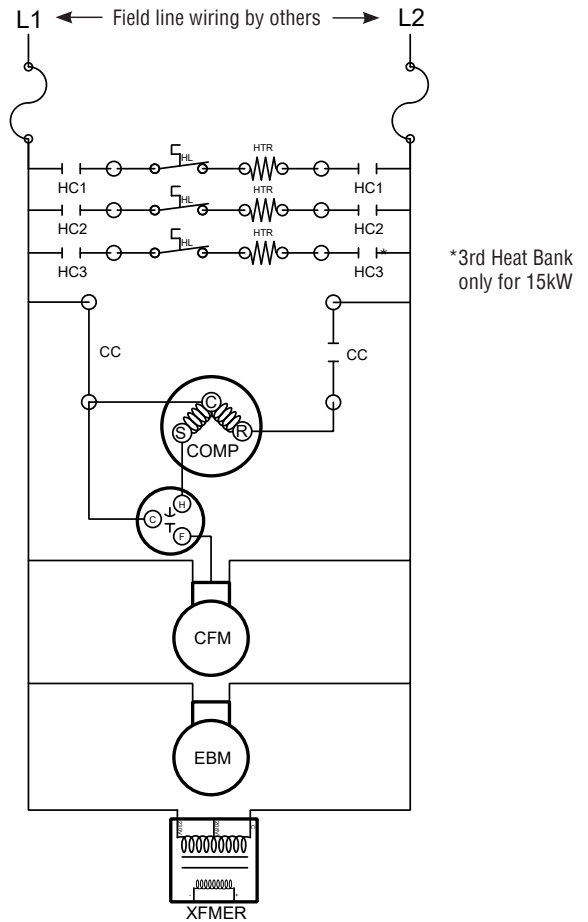 L1 Field line wiring by others L2
HTR
HL
HC1 HC1
HTR
HL
HC2 HC2
HTR
HL
HC3 HC3*
*3rd Heat Bank
only for 15kW
CC CC
C
S R
COMP
H
C
F
CFM
EBM
C
XFMER